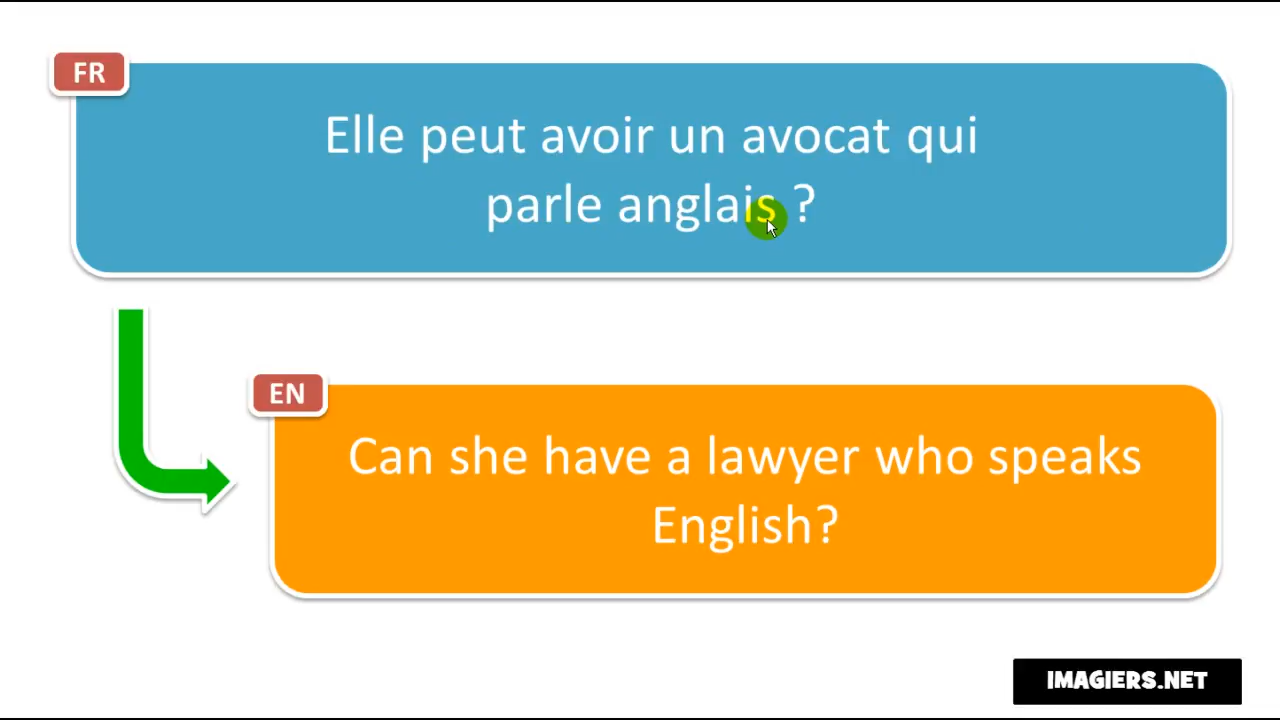 FR
Elle peut avoir un avocat qui
parle anglais ?
EN
Can she have a lawyer who speaks
English?
IMAGIERS.NET